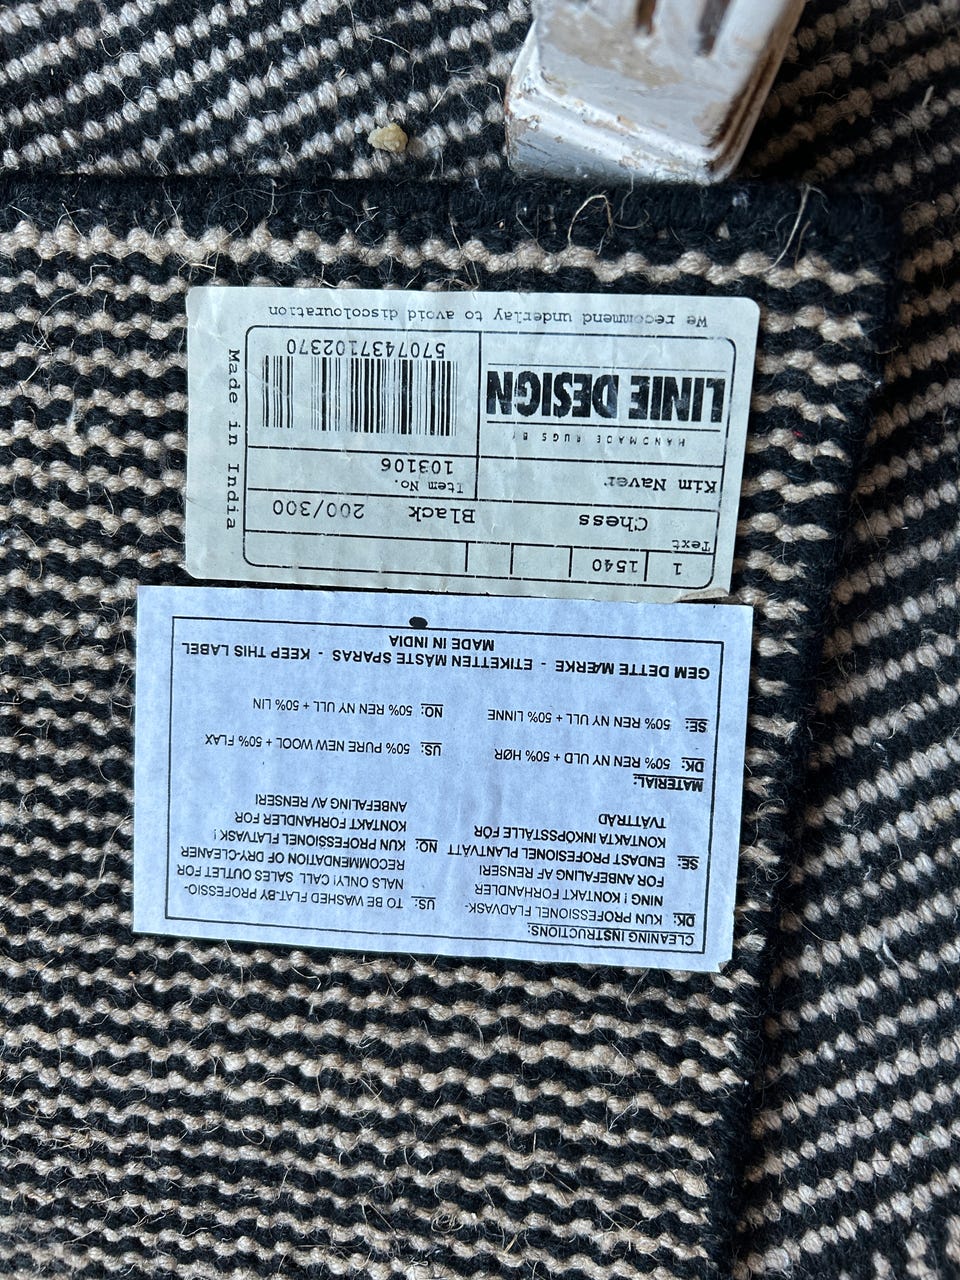 CLEANING INSTRUCTIONS:
DK: KUN PROFESSIONEL FLADVASK-
NING ! KONTAKT FORHANDLER
FOR ANBEFALING AF RENSERI
SE: ENDAST PROFESIONEL PLANTVÄTT
KONTAKTA INKÖPSSTÄLLE FÖR
TVÄTTRÅD
US: TO BE WASHED FLAT-BY PROFESSIO-
NALS ONLY! CALL SALES OUTLET FOR
RECOMMENDATION OF DRY-CLEANER
NO: KUN PROFESSIONEL FLATVASK !
KONTAKT FORHANDLER FOR
ANBEFALING AV RENSERI
MATERIAL:
DK: 50% REN NY ULD + 50% HØR
US: 50% PURE NEW WOOL + 50% FLAX
SE: 50% REN NY ULL + 50% LINNE
NO: 50% REN NY ULL + 50% LIN
GEM DETTE MÆRKE - ETIKETTEN MÅSTE SPARAS - KEEP THIS LABEL
MADE IN INDIA
1 1540
Text
Chess Black 200/300
Kim Naver
Item No.
103106
HANDMADE RUGS BY
LINIE DESIGN
5707437102370
We recommend underlay to avoid discolouration
Made in India